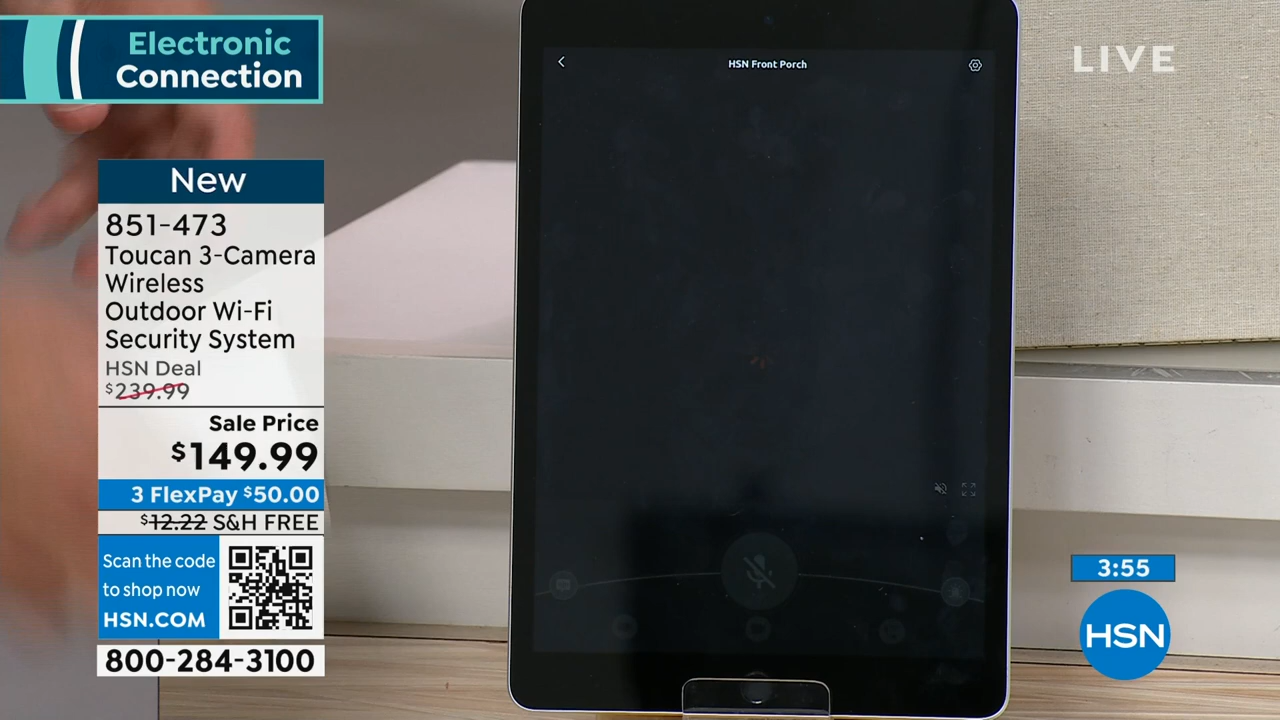 Electronic
Connection
LIVE
HSN Front Porch
New
851-473
Toucan 3-Camera
Wireless
Outdoor Wi-Fi
Security System
HSN Deal
$239.99
Sale Price
$149.99
3 FlexPay $50.00
$12.22 S&H FREE
Scan the code
to shop now
HSN.COM
800-284-3100
3:55
HSN